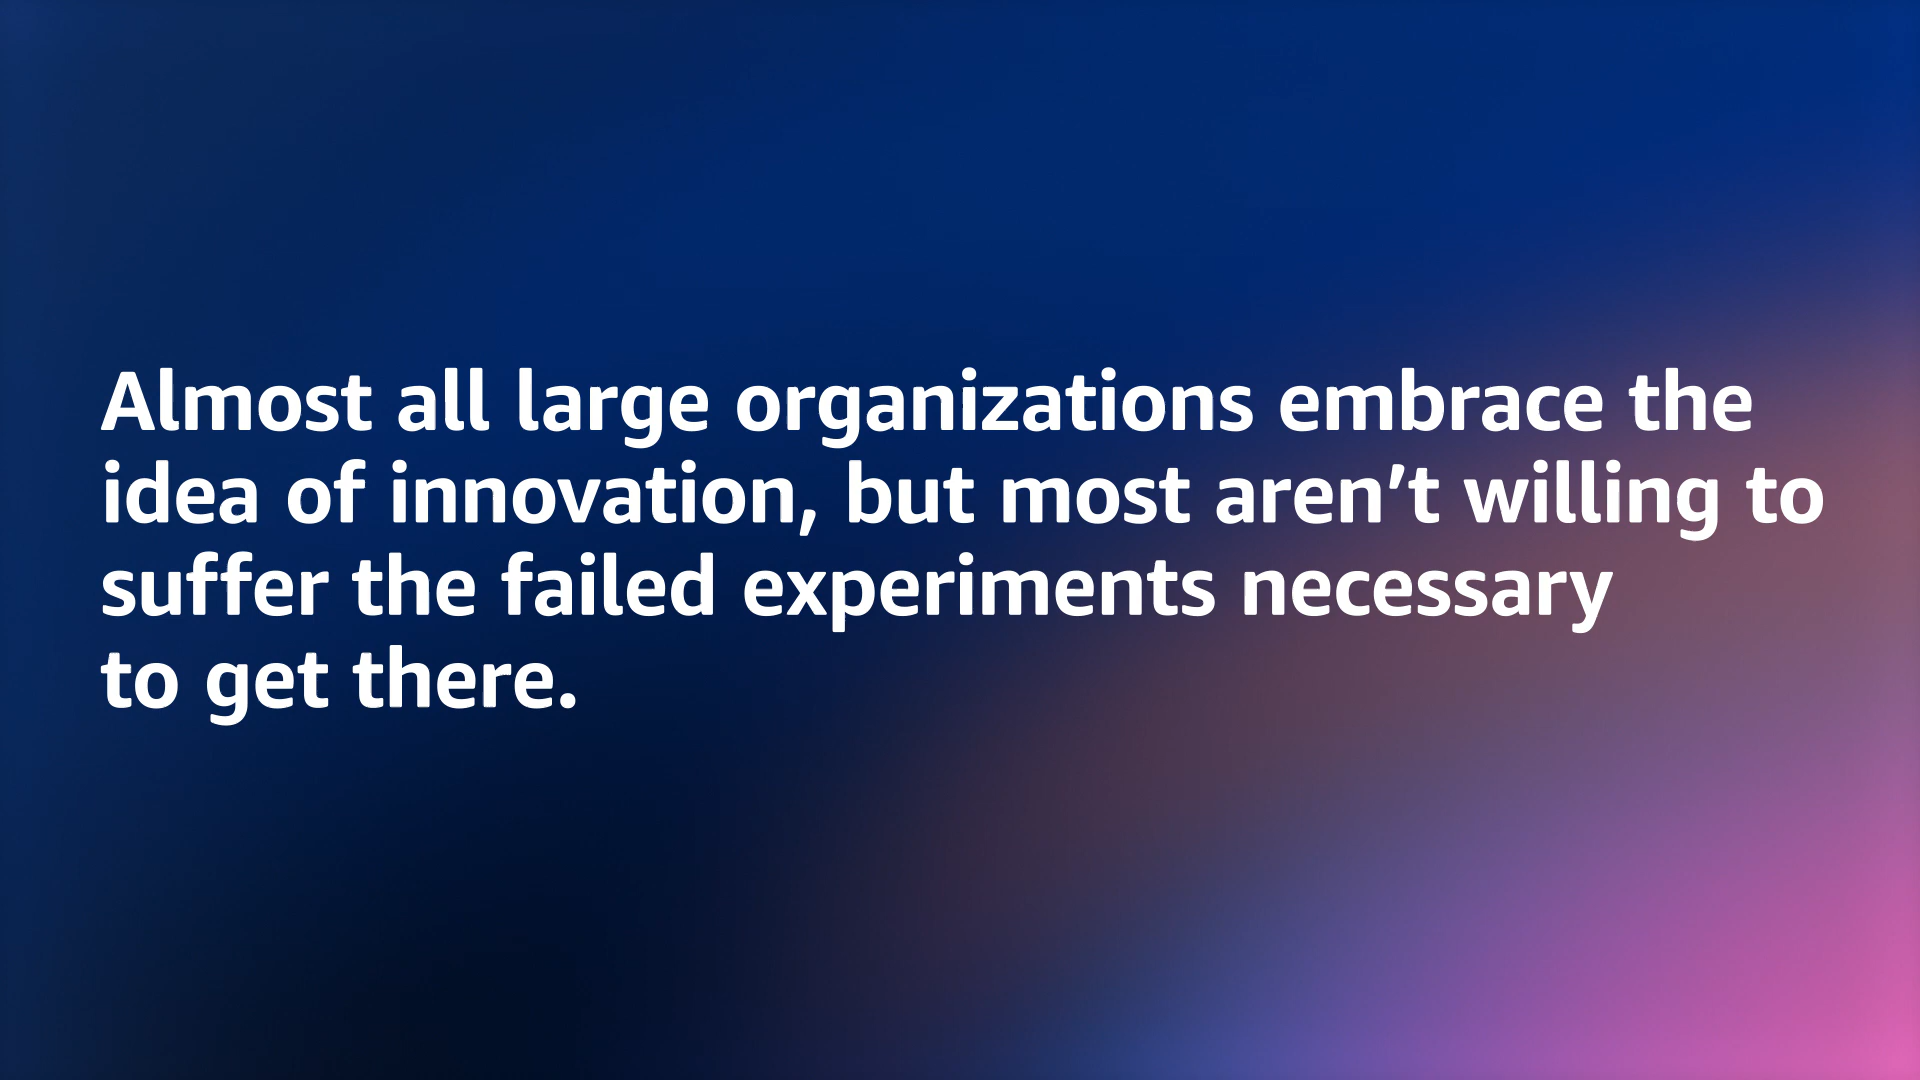 Almost all large organizations embrace the
idea of innovation, but most aren’t willing to
suffer the failed experiments necessary
to get there.